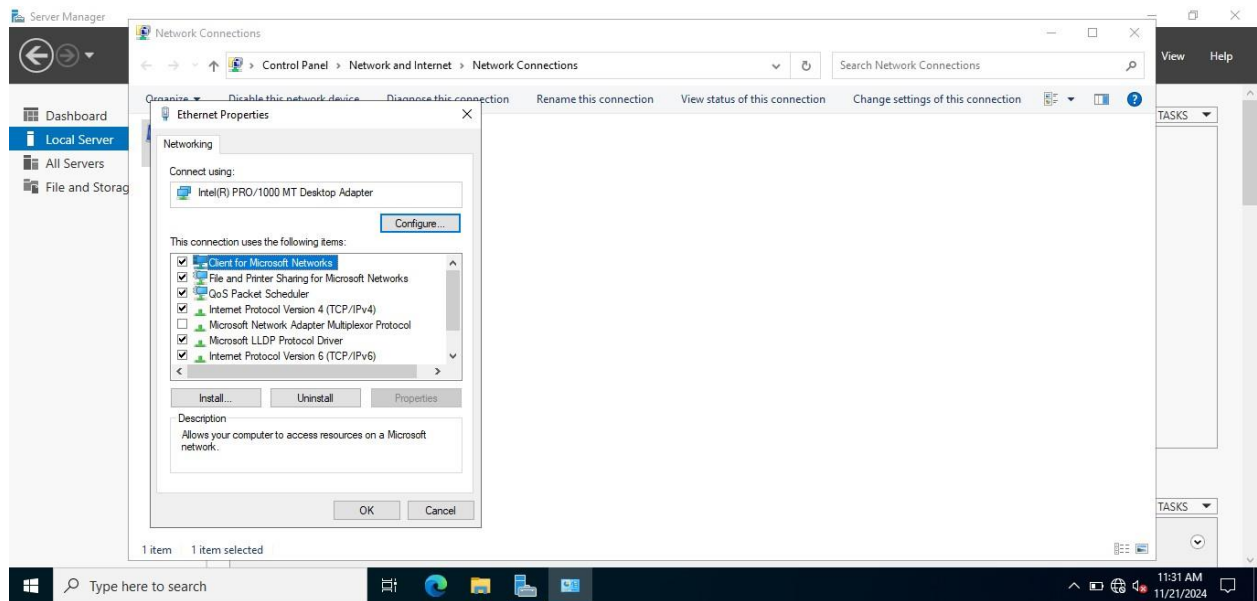 Server Manager
Network Connections
Control Panel > Network and Internet > Network Connections
Search Network Connections
View Help
Organize Disable this network device Diagnose this connection Rename this connection View status of this connection Change settings of this connection
Dashboard
Local Server
All Servers
File and Storag
TASKS
Ethernet Properties
Networking
Connect using:
Intel(R) PRO/1000 MT Desktop Adapter
Configure...
This connection uses the following items:
Client for Microsoft Networks
File and Printer Sharing for Microsoft Networks
QoS Packet Scheduler
Internet Protocol Version 4 (TCP/IPv4)
Microsoft Network Adapter Multiplexor Protocol
Microsoft LLDP Protocol Driver
Internet Protocol Version 6 (TCP/IPv6)
Install... Uninstall Properties
Description
Allows your computer to access resources on a Microsoft
network.
OK Cancel
TASKS
1 item 1 item selected
Type here to search
11:31 AM
11/21/2024